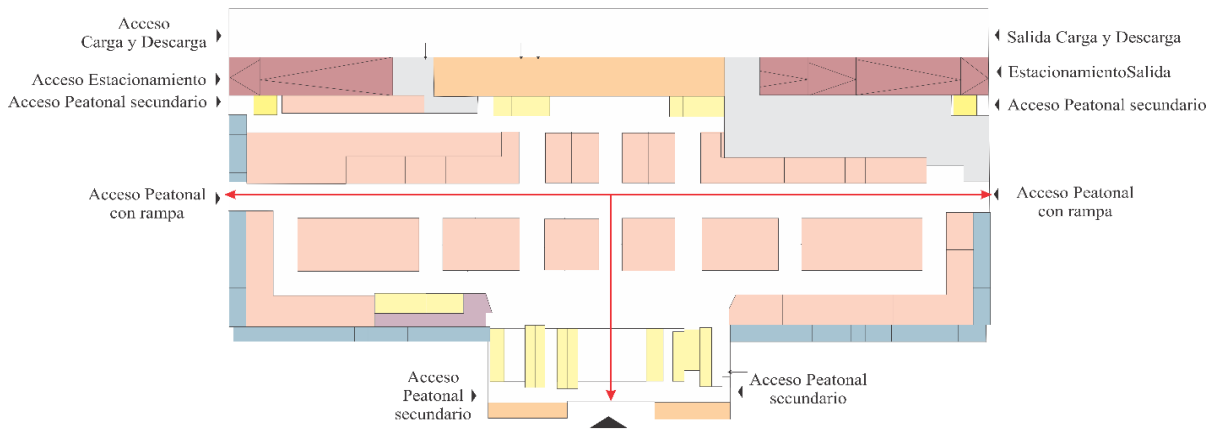 Acceso
Carga y Descarga
Acceso Estacionamiento
Acceso Peatonal secundario
Acceso Peatonal
con rampa
Acceso
Peatonal
secundario
Salida Carga y Descarga
EstacionamientoSalida
Acceso Peatonal secundario
Acceso Peatonal
con rampa
Acceso Peatonal
secundario